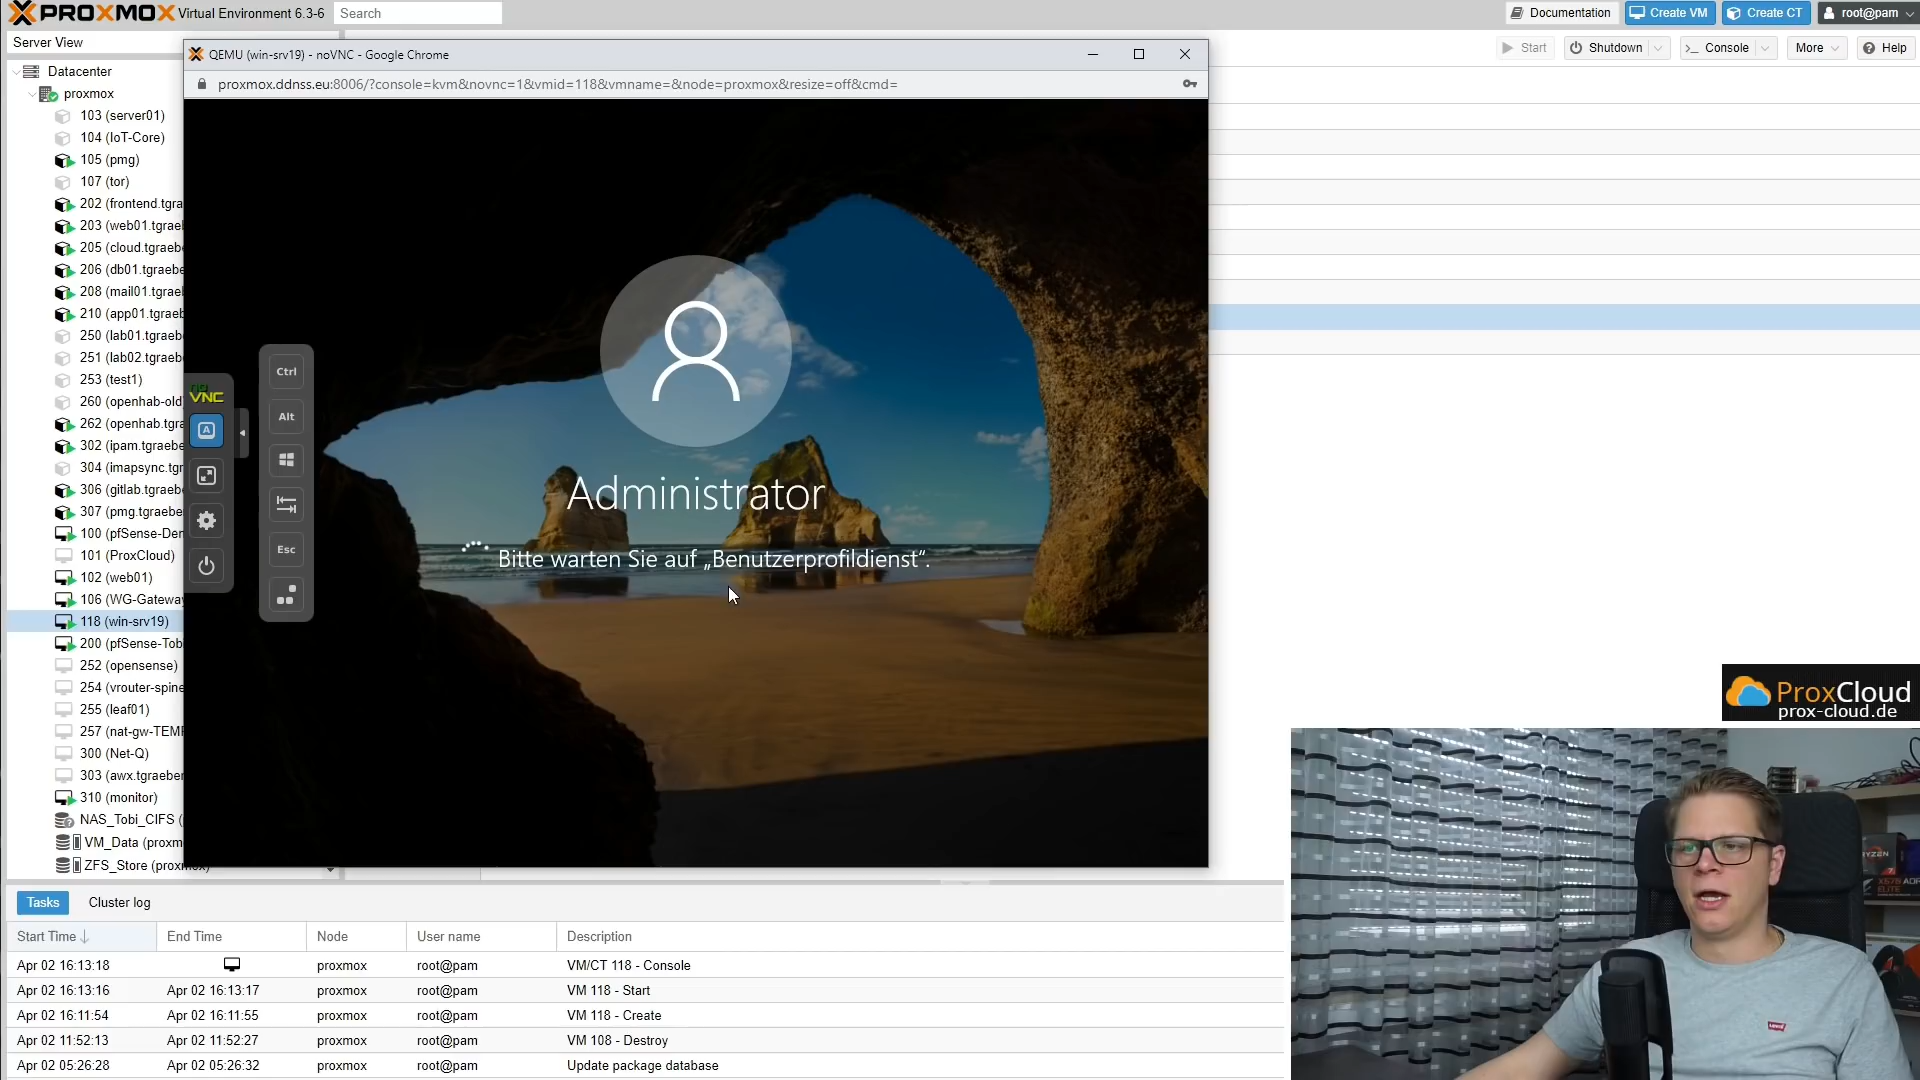 PROXMOX Virtual Environment 6.3-6
Search
Documentation
Create VM
Create CT
root@pam
Server View
Start
Shutdown
Console
More
Help
QEMU (win-srv19) - noVNC - Google Chrome
proxmox.ddnss.eu:8006/?console=kvm&novnc=1&vmid=118&vmname=&node=proxmox&resize=off&cmd=
Datacenter
proxmox
103 (server01)
104 (IoT-Core)
105 (pmg)
107 (tor)
202 (frontend.tgra
203 (web01.tgraeb
205 (cloud.tgraebe
206 (db01.tgraebe
208 (mail01.tgraeb
210 (app01.tgraeb
250 (lab01.tgraebe
251 (lab02.tgraebe
253 (test1)
260 (openhab-old
262 (openhab.tgra
302 (ipam.tgraebe
304 (imapsync.tgr
306 (gitlab.tgraebe
307 (pmg.tgraebe
100 (pfSense-Der
101 (ProxCloud)
102 (web01)
106 (WG-Gateway
118 (win-srv19)
200 (pfSense-Tobi
252 (opensense)
254 (vrouter-spine
255 (leaf01)
257 (nat-gw-TEMP
300 (Net-Q)
303 (awx.tgraeber
310 (monitor)
NAS_Tobi_CIFS (
VM_Data (proxm
ZFS_Store (proxmox)
no
VNC
A
Ctrl
Alt
Esc
Administrator
Bitte warten Sie auf „Benutzerprofildienst“.
ProxCloud
prox-cloud.de
RYZEN
X570 AOR
ELITE
Levi's
Tasks
Cluster log
Start Time
End Time
Node
User name
Description
Apr 02 16:13:18
proxmox
root@pam
VM/CT 118 - Console
Apr 02 16:13:16
Apr 02 16:13:17
proxmox
root@pam
VM 118 - Start
Apr 02 16:11:54
Apr 02 16:11:55
proxmox
root@pam
VM 118 - Create
Apr 02 11:52:13
Apr 02 11:52:27
proxmox
root@pam
VM 108 - Destroy
Apr 02 05:26:28
Apr 02 05:26:32
proxmox
root@pam
Update package database